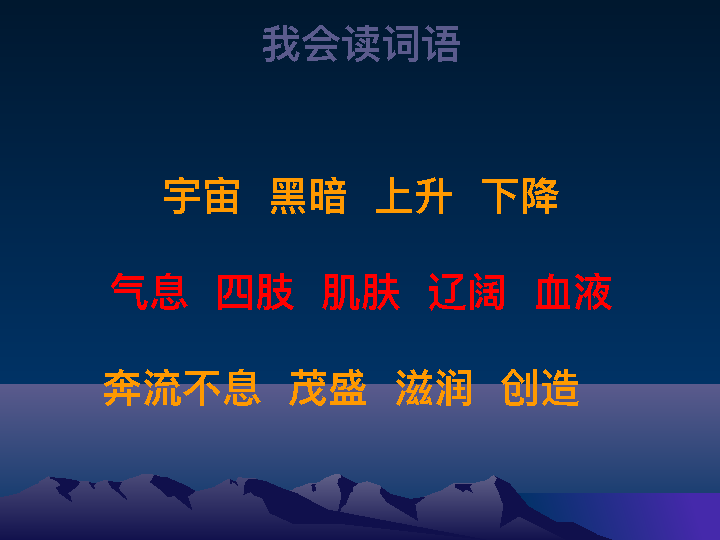 我会读词语
宇宙 黑暗 上升 下降
气息 四肢 肌肤 辽阔 血液
奔流不息 茂盛 滋润 创造